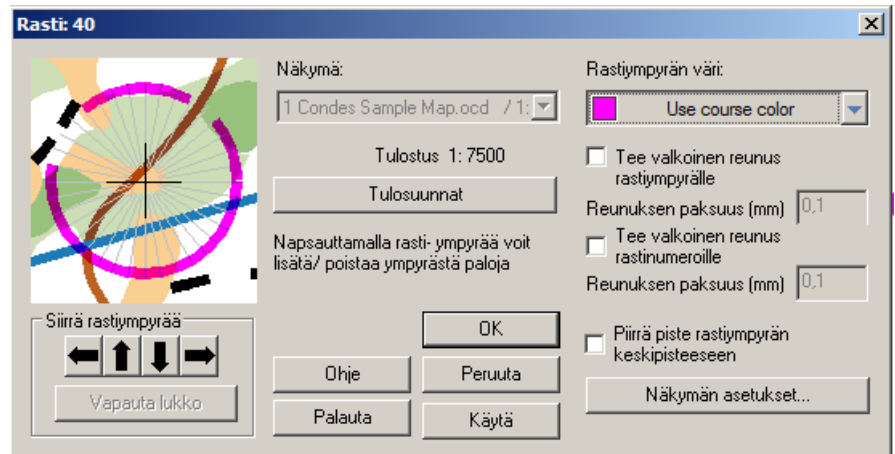 Rasti: 40
Näkymä:
1 Condes Sample Map.ocd / 1:
Tulostus 1: 7500
Tulosuunnat
Napsauttamalla rasti- ympyrää voit
lisätä/ poistaa ympyrästä paloja
Siirrä rastiympyrää
Vapauta lukko
OK
Ohje
Peruuta
Palauta
Käytä
Rastiympyrän väri:
Use course color
Tee valkoinen reunus
rastiympyrälle
Reunuksen paksuus (mm) 0,1
Tee valkoinen reunus
rastinumeroille
Reunuksen paksuus (mm) 0,1
Piirrä piste rastiympyrän
keskipisteeseen
Näkymän asetukset...